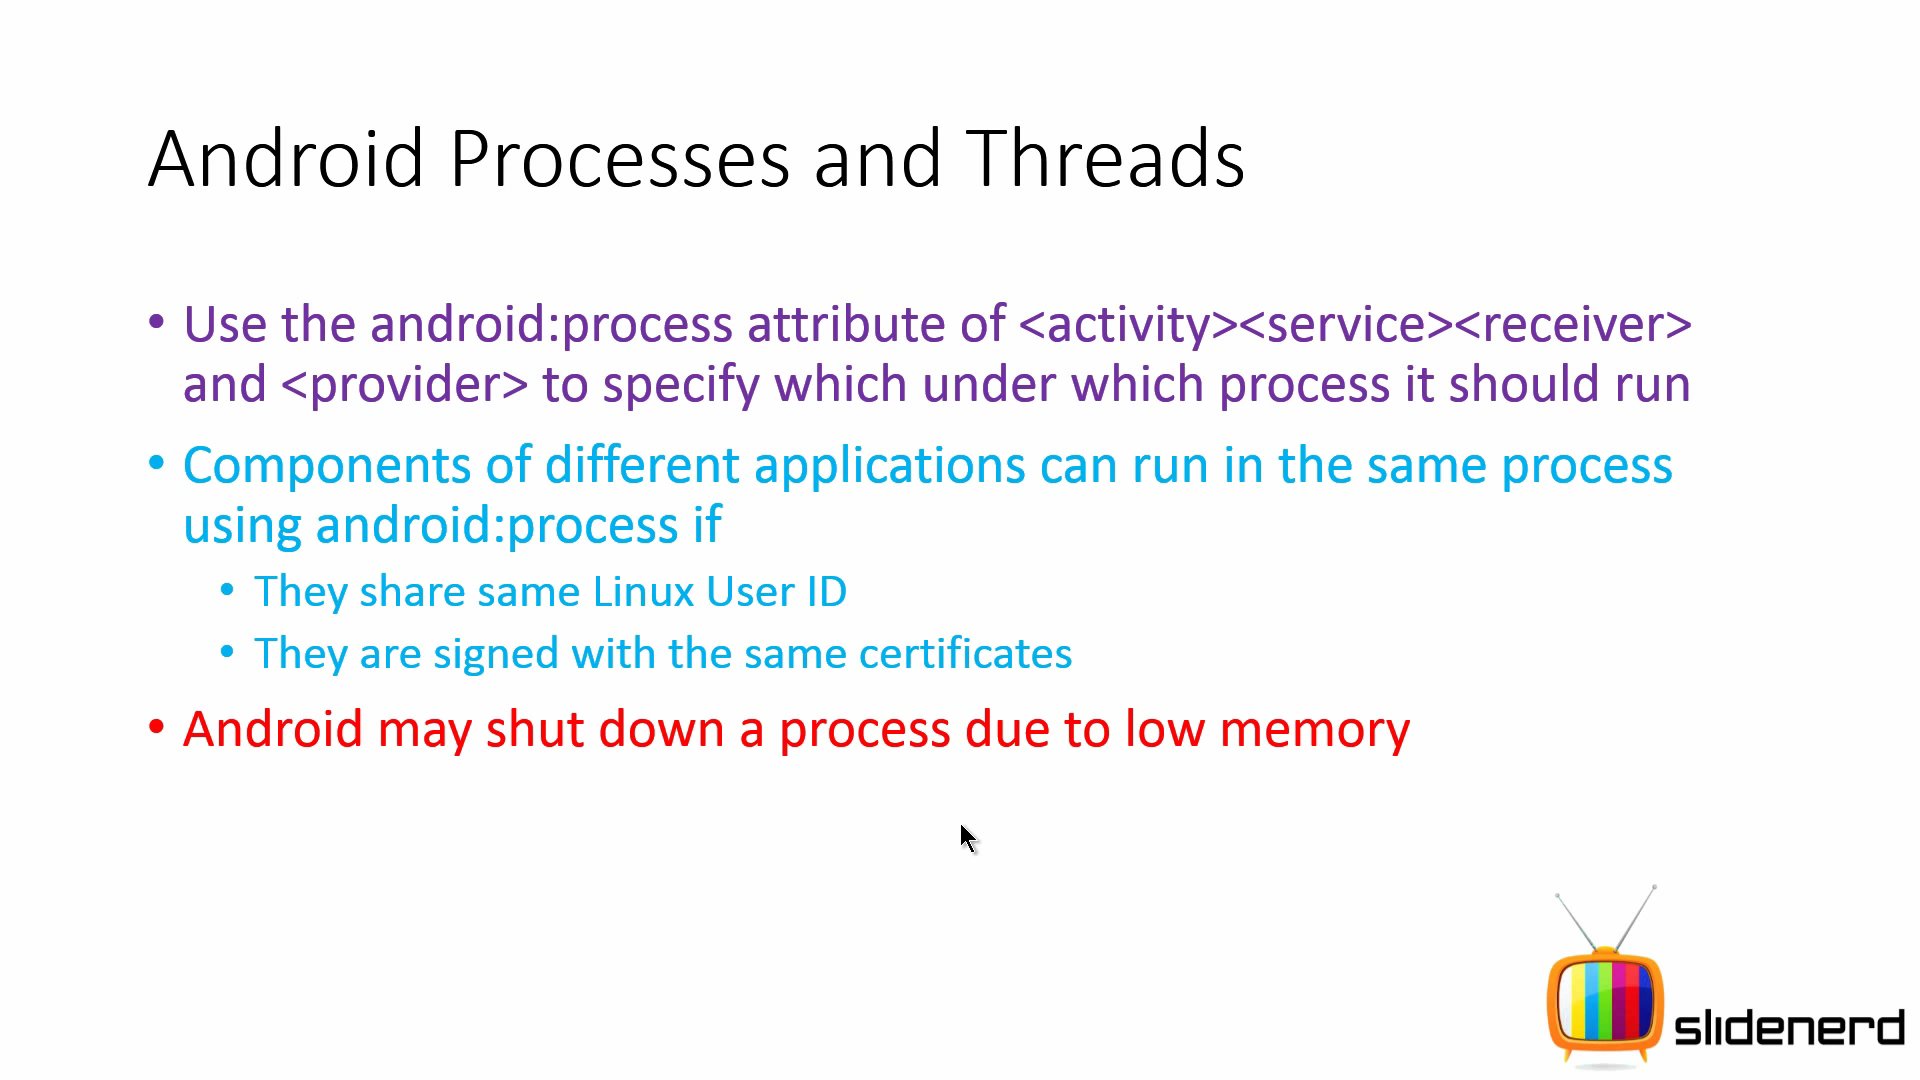 Android Processes and Threads
• Use the android:process attribute of <activity><service><receiver>
and <provider> to specify which under which process it should run
• Components of different applications can run in the same process
using android:process if
• They share same Linux User ID
• They are signed with the same certificates
• Android may shut down a process due to low memory
slidenerd